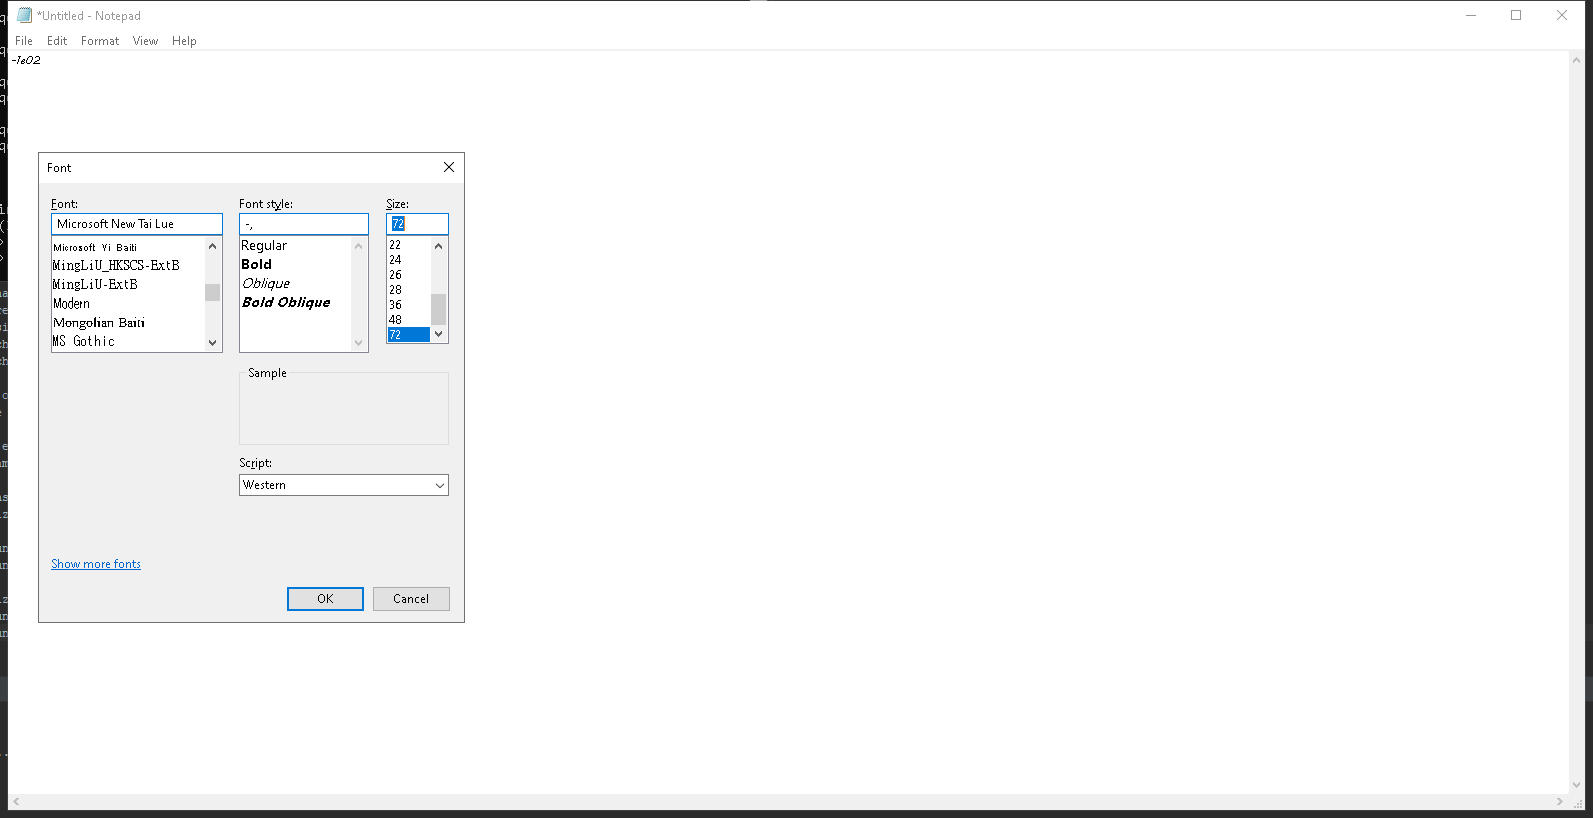 *Untitled - Notepad
File Edit Format View Help
-1e02
Font
Font: Font style: Size:
Microsoft New Tai Lue -, 72
Microsoft Yi Baiti
MingLiU_HKSCS-ExtB
MingLiU-ExtB
Modern
Mongolian Baiti
MS Gothic
Regular
Bold
Oblique
Bold Oblique
22
24
26
28
36
48
72
Sample
Script:
Western
Show more fonts
OK Cancel